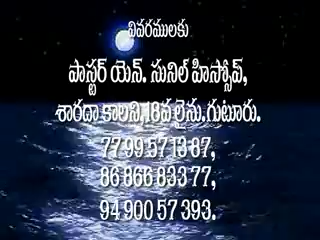 వివరములకు
పాస్టర్ యెన్. సునిల్ హిస్సోప్,
శారదా కాలని,18వ లైను.గుటూరు.
77 99 57 13 87,
86 866 833 77,
94 900 57 393.